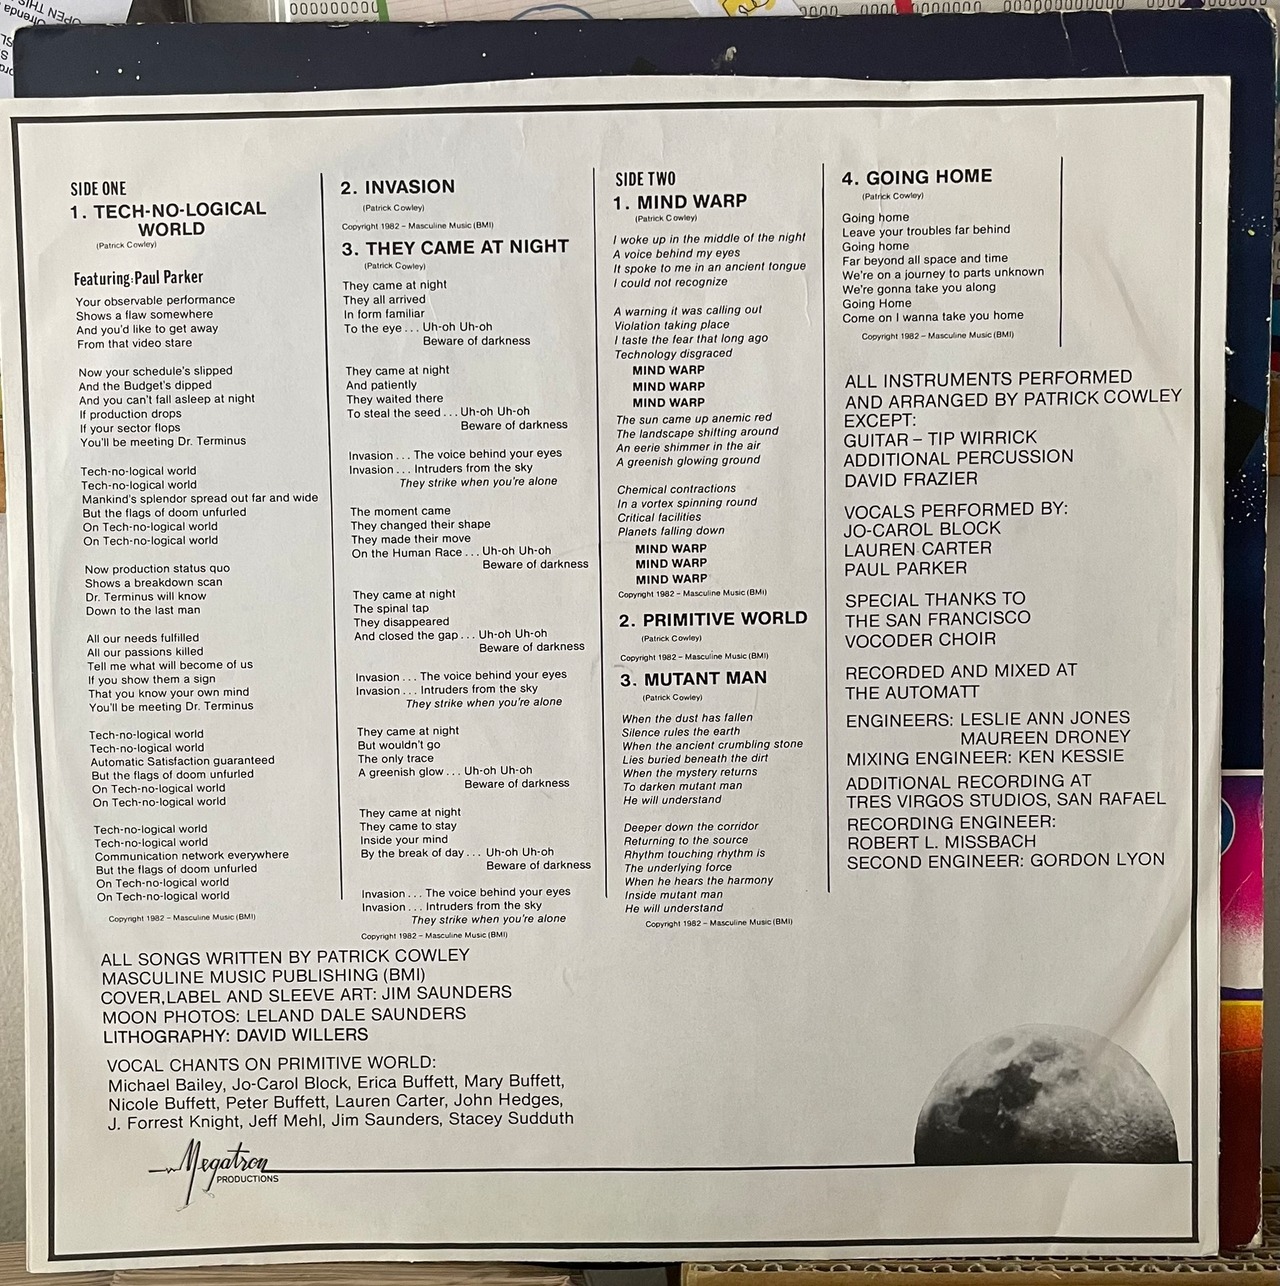 SIDE ONE
1. TECH-NO-LOGICAL
WORLD
(Patrick Cowley)
Featuring: Paul Parker
Your observable performance
Shows a flaw somewhere
And you'd like to get away
From that video stare
Now your schedule's slipped
And the Budget's dipped
And you can't fall asleep at night
If production drops
If your sector flops
You'll be meeting Dr. Terminus
Tech-no-logical world
Tech-no-logical world
Mankind's splendor spread out far and wide
But the flags of doom unfurled
On Tech-no-logical world
On Tech-no-logical world
Now production status quo
Shows a breakdown scan
Dr. Terminus will know
Down to the last man
All our needs fulfilled
All our passions killed
Tell me what will become of us
If you show them a sign
That you know your own mind
You'll be meeting Dr. Terminus
Tech-no-logical world
Tech-no-logical world
Automatic Satisfaction guaranteed
But the flags of doom unfurled
On Tech-no-logical world
On Tech-no-logical world
Tech-no-logical world
Tech-no-logical world
Communication network everywhere
But the flags of doom unfurled
On Tech-no-logical world
On Tech-no-logical world
Copyright 1982 – Masculine Music (BMI)
2. INVASION
(Patrick Cowley)
Copyright 1982 – Masculine Music (BMI)
3. THEY CAME AT NIGHT
(Patrick Cowley)
They came at night
They all arrived
In form familiar
To the eye . . . Uh-oh Uh-oh
Beware of darkness
They came at night
And patiently
They waited there
To steal the seed . . . Uh-oh Uh-oh
Beware of darkness
Invasion . . . The voice behind your eyes
Invasion . . . Intruders from the sky
They strike when you're alone
The moment came
They changed their shape
They made their move
On the Human Race . . . Uh-oh Uh-oh
Beware of darkness
They came at night
The spinal tap
They disappeared
And closed the gap . . . Uh-oh Uh-oh
Beware of darkness
Invasion . . . The voice behind your eyes
Invasion . . . Intruders from the sky
They strike when you're alone
They came at night
But wouldn't go
The only trace
A greenish glow . . . Uh-oh Uh-oh
Beware of darkness
They came at night
They came to stay
Inside your mind
By the break of day . . . Uh-oh Uh-oh
Beware of darkness
Invasion . . . The voice behind your eyes
Invasion . . . Intruders from the sky
They strike when you're alone
Copyright 1982 – Masculine Music (BMI)
SIDE TWO
1. MIND WARP
(Patrick Cowley)
I woke up in the middle of the night
A voice behind my eyes
It spoke to me in an ancient tongue
I could not recognize
A warning it was calling out
Violation taking place
I taste the fear that long ago
Technology disgraced
MIND WARP
MIND WARP
MIND WARP
The sun came up anemic red
The landscape shifting around
An eerie shimmer in the air
A greenish glowing ground
Chemical contractions
In a vortex spinning round
Critical facilities
Planets falling down
MIND WARP
MIND WARP
MIND WARP
Copyright 1982 – Masculine Music (BMI)
2. PRIMITIVE WORLD
(Patrick Cowley)
Copyright 1982 – Masculine Music (BMI)
3. MUTANT MAN
(Patrick Cowley)
When the dust has fallen
Silence rules the earth
When the ancient crumbling stone
Lies buried beneath the dirt
When the mystery returns
To darken mutant man
He will understand
Deeper down the corridor
Returning to the source
Rhythm touching rhythm is
The underlying force
When he hears the harmony
Inside mutant man
He will understand
Copyright 1982 – Masculine Music (BMI)
4. GOING HOME
(Patrick Cowley)
Going home
Leave your troubles far behind
Going home
Far beyond all space and time
We're on a journey to parts unknown
We're gonna take you along
Going Home
Come on I wanna take you home
Copyright 1982 – Masculine Music (BMI)
ALL INSTRUMENTS PERFORMED
AND ARRANGED BY PATRICK COWLEY
EXCEPT:
GUITAR – TIP WIRRICK
ADDITIONAL PERCUSSION
DAVID FRAZIER
VOCALS PERFORMED BY:
JO-CAROL BLOCK
LAUREN CARTER
PAUL PARKER
SPECIAL THANKS TO
THE SAN FRANCISCO
VOCODER CHOIR
RECORDED AND MIXED AT
THE AUTOMATT
ENGINEERS: LESLIE ANN JONES
MAUREEN DRONEY
MIXING ENGINEER: KEN KESSIE
ADDITIONAL RECORDING AT
TRES VIRGOS STUDIOS, SAN RAFAEL
RECORDING ENGINEER:
ROBERT L. MISSBACH
SECOND ENGINEER: GORDON LYON
ALL SONGS WRITTEN BY PATRICK COWLEY
MASCULINE MUSIC PUBLISHING (BMI)
COVER, LABEL AND SLEEVE ART: JIM SAUNDERS
MOON PHOTOS: LELAND DALE SAUNDERS
LITHOGRAPHY: DAVID WILLERS
VOCAL CHANTS ON PRIMITIVE WORLD:
Michael Bailey, Jo-Carol Block, Erica Buffett, Mary Buffett,
Nicole Buffett, Peter Buffett, Lauren Carter, John Hedges,
J. Forrest Knight, Jeff Mehl, Jim Saunders, Stacey Sudduth
Megatron
PRODUCTIONS